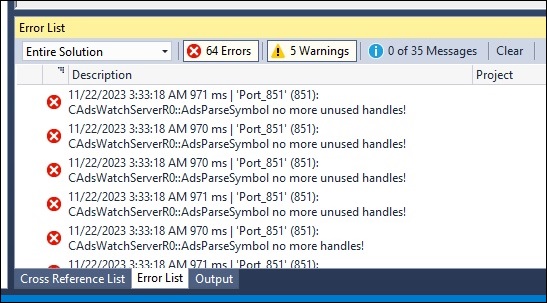 Error List
Entire Solution 64 Errors 5 Warnings 0 of 35 Messages Clear
Description Project
11/22/2023 3:33:18 AM 971 ms | 'Port_851' (851):
CAdsWatchServerR0::AdsParseSymbol no more unused handles!
11/22/2023 3:33:18 AM 970 ms | 'Port_851' (851):
CAdsWatchServerR0::AdsParseSymbol no more unused handles!
11/22/2023 3:33:18 AM 970 ms | 'Port_851' (851):
CAdsWatchServerR0::AdsParseSymbol no more unused handles!
11/22/2023 3:33:18 AM 971 ms | 'Port_851' (851):
CAdsWatchServerR0::AdsParseSymbol no more unused handles!
11/22/2023 3:33:18 AM 970 ms | 'Port_851' (851):
CAdsWatchServerR0::AdsParseSymbol no more handles!
11/22/2023 3:33:18 AM 971 ms | 'Port_851' (851):
Cross Reference List Error List Output